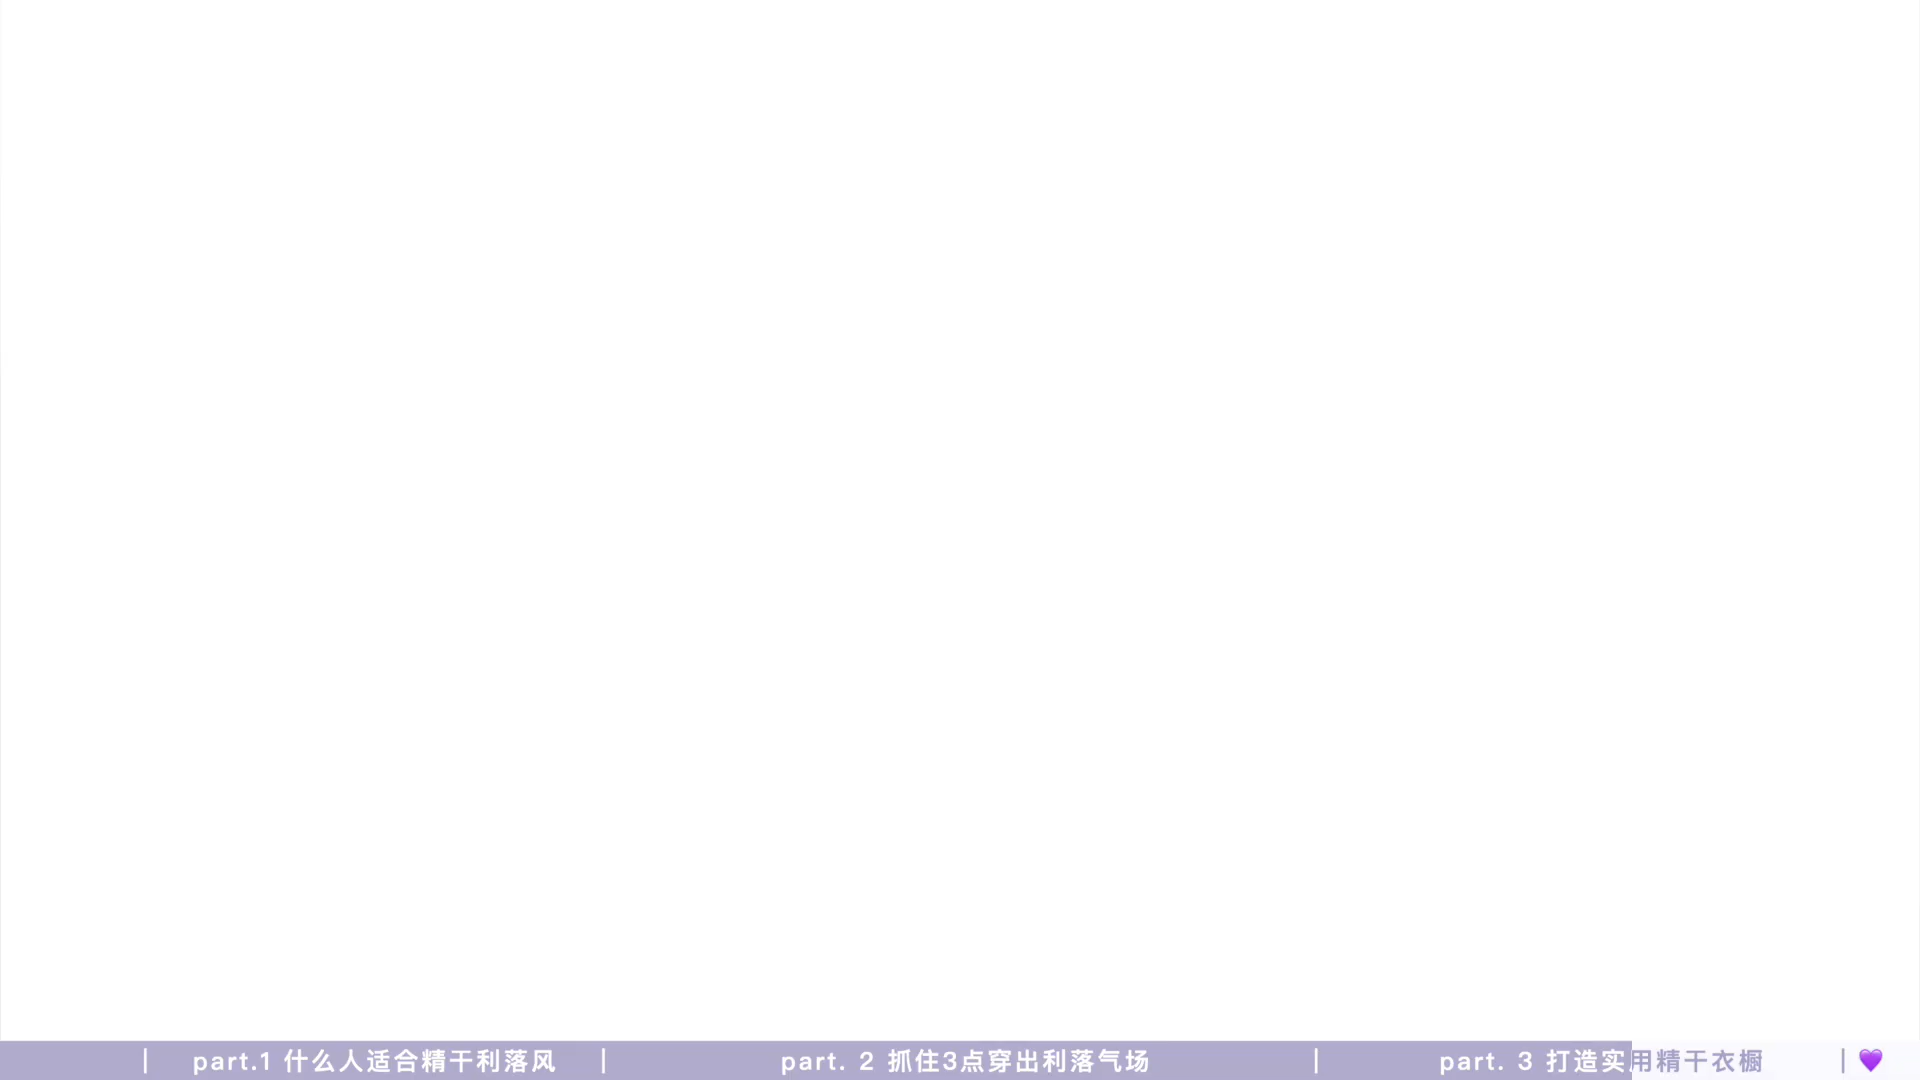 | part.1 什么人适合精干利落风 | part. 2 抓住3点穿出利落气场 | part. 3 打造实用精干衣橱 | 💜